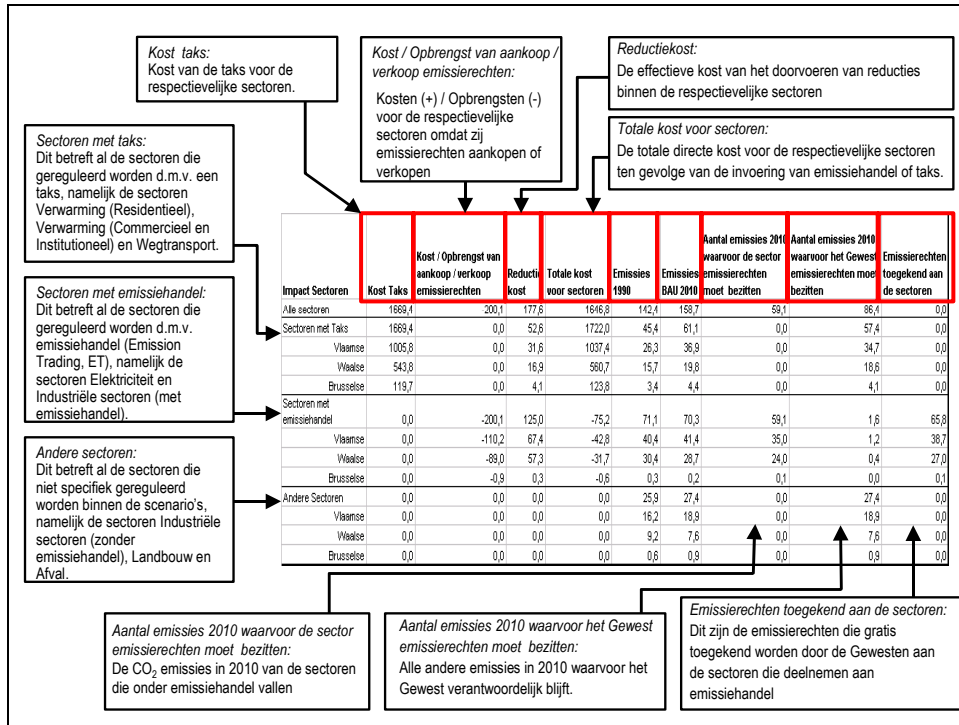 Kost taks:
Kost van de taks voor de
respectievelijke sectoren.
Kost / Opbrengst van aankoop /
verkoop emissierechten:
Kosten (+) / Opbrengsten (-)
voor de respectievelijke
sectoren omdat zij
emissierechten aankopen of
verkopen
Reductiekost:
De effectieve kost van het doorvoeren van reducties
binnen de respectievelijke sectoren
Totale kost voor sectoren:
De totale directe kost voor de respectievelijke sectoren
ten gevolge van de invoering van emissiehandel of taks.
Sectoren met taks:
Dit betreft al de sectoren die
gereguleerd worden d.m.v. een
taks, namelijk de sectoren
Verwarming (Residentieel),
Verwarming (Commercieel en
Institutioneel) en Wegtransport.
Sectoren met emissiehandel:
Dit betreft al de sectoren die
gereguleerd worden d.m.v.
emissiehandel (Emission
Trading, ET), namelijk de
sectoren Elektriciteit en
Industriële sectoren (met
emissiehandel).
Andere sectoren:
Dit betreft al de sectoren die
niet specifiek gereguleerd
worden binnen de scenario's,
namelijk de sectoren Industriële
sectoren (zonder
emissiehandel), Landbouw en
Afval.
Impact Sectoren
Kost Taks
Kost / Opbrengst van
aankoop / verkoop
emissierechten
Reductie
kost
Totale kost
voor sectoren
Emissies
1990
Emissies
BAU 2010
Aantal emissies 2010
waarvoor de sector
emissierechten
moet bezitten
Aantal emissies 2010
waarvoor het Gewest
emissierechten moet
bezitten
Emissierechten
toegekend aan
de sectoren
Alle sectoren 1669,4 200,1 177,6 1646,8 142,4 158,7 59,1 86,4 0,0
Sectoren met Taks 1669,4 0,0 52,6 1722,0 45,4 61,1 0,0 57,4 0,0
Vlaamse 1005,8 0,0 31,6 1037,4 26,3 36,9 0,0 34,7 0,0
Waalse 543,8 0,0 16,9 560,7 15,7 19,8 0,0 18,6 0,0
Brusselse 119,7 0,0 4,1 123,8 3,4 4,4 0,0 4,1 0,0
Sectoren met
emissiehandel 0,0 -200,1 125,0 -75,2 71,1 70,3 59,1 1,6 65,8
Vlaamse 0,0 -110,2 67,4 -42,8 40,4 41,4 35,0 1,2 38,7
Waalse 0,0 -89,0 57,3 -31,7 30,4 28,7 24,0 0,4 27,0
Brusselse 0,0 -0,9 0,3 -0,6 0,3 0,2 0,1 0,0 0,1
Andere Sectoren 0,0 0,0 0,0 0,0 25,9 27,4 0,0 27,4 0,0
Vlaamse 0,0 0,0 0,0 0,0 16,2 18,9 0,0 18,9 0,0
Waalse 0,0 0,0 0,0 0,0 9,2 7,6 0,0 7,6 0,0
Brusselse 0,0 0,0 0,0 0,0 0,6 0,9 0,0 0,9 0,0
Aantal emissies 2010 waarvoor de sector
emissierechten moet bezitten:
De CO₂ emissies in 2010 van de sectoren
die onder emissiehandel vallen
Aantal emissies 2010 waarvoor het Gewest
emissierechten moet bezitten:
Alle andere emissies in 2010 waarvoor het
Gewest verantwoordelijk blijft.
Emissierechten toegekend aan de sectoren:
Dit zijn de emissierechten die gratis
toegekend worden door de Gewesten aan
de sectoren die deelnemen aan
emissiehandel